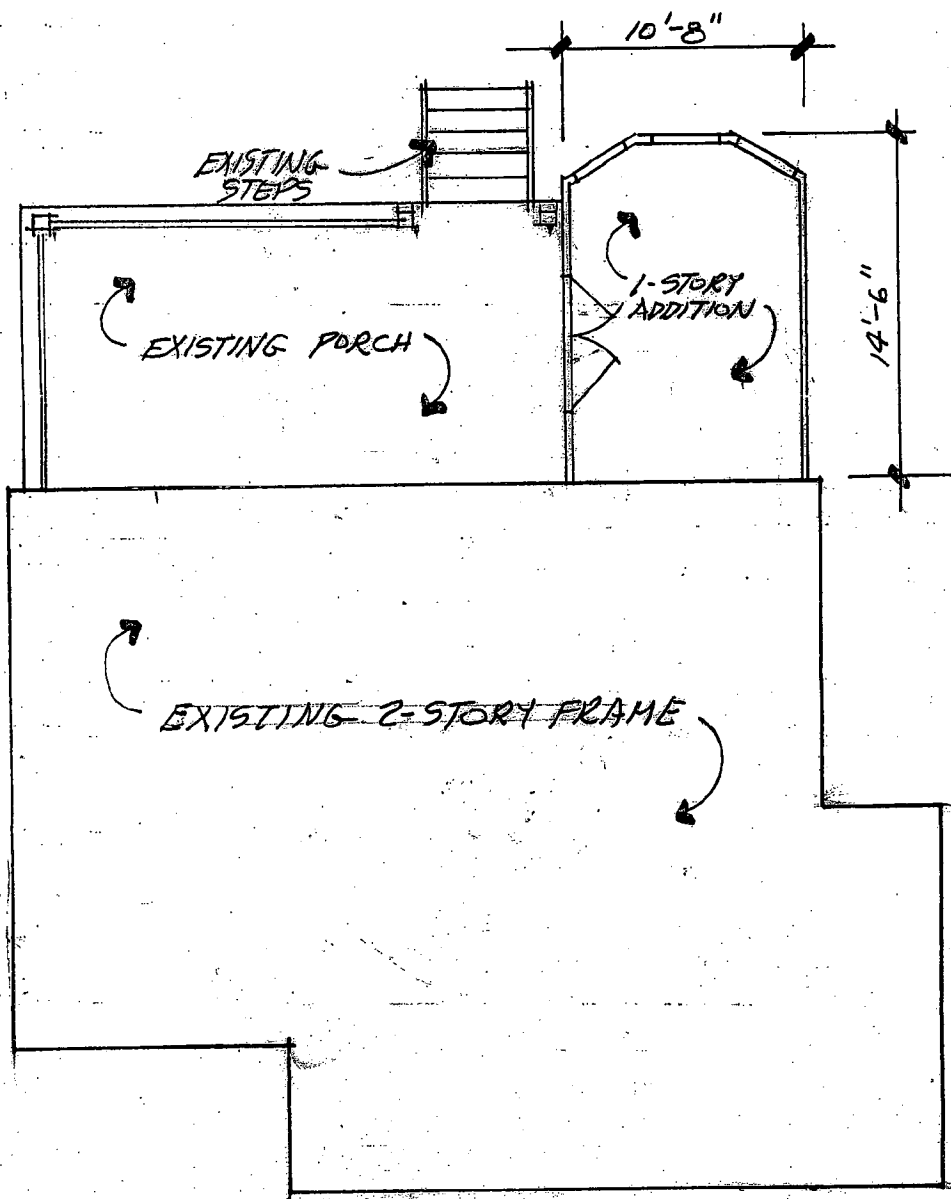 10'-8"
EXISTING
STEPS
1-STORY
ADDITION
14'-6"
EXISTING PORCH
EXISTING 2-STORY FRAME